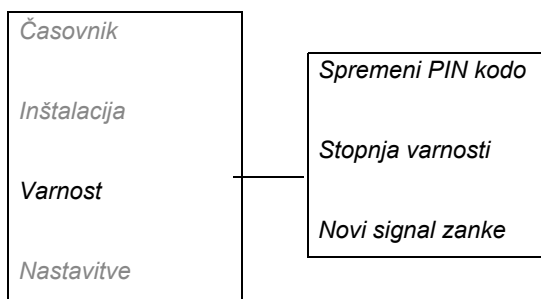 Časovnik
Inštalacija
Varnost
Nastavitve
Spremeni PIN kodo
Stopnja varnosti
Novi signal zanke